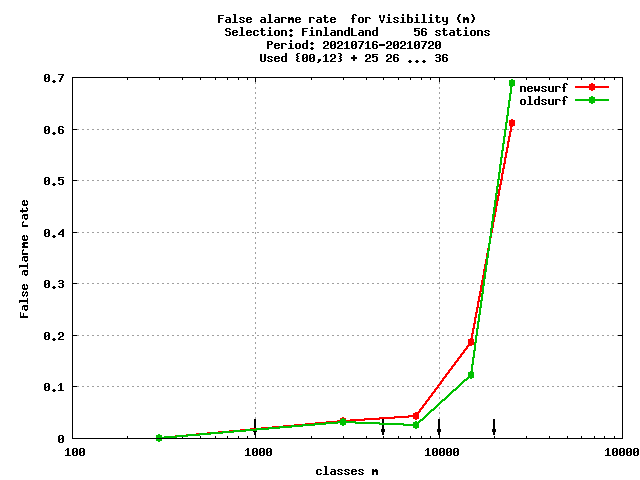 False alarme rate  for Visibility (m)
Selection: FinlandLand     56 stations
Period: 20210716-20210720
Used {00,12} + 25 26 ... 36
0.7
0.6
0.5
0.4
0.3
0.2
0.1
0
False alarme rate
newsurf
oldsurf
100
1000
10000
10000
classes m